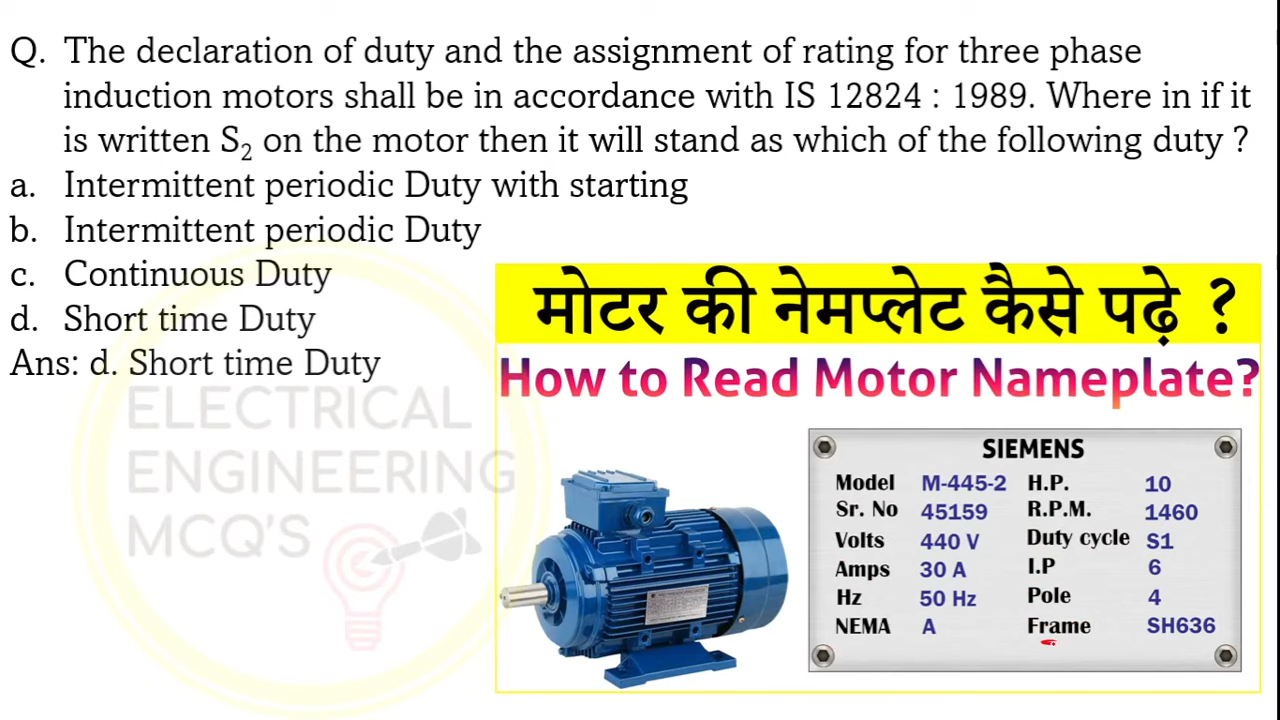 Q. The declaration of duty and the assignment of rating for three phase
induction motors shall be in accordance with IS 12824 : 1989. Where in if it
is written S₂ on the motor then it will stand as which of the following duty ?
a. Intermittent periodic Duty with starting
b. Intermittent periodic Duty
c. Continuous Duty
d. Short time Duty
Ans: d. Short time Duty
ELECTRICAL
ENGINEERING
MCQ'S
मोटर की नेमप्लेट कैसे पढ़े ?
How to Read Motor Nameplate?
SIEMENS
Model M-445-2 H.P. 10
Sr. No 45159 R.P.M. 1460
Volts 440 V Duty cycle S1
Amps 30 A I.P 6
Hz 50 Hz Pole 4
NEMA A Frame SH636